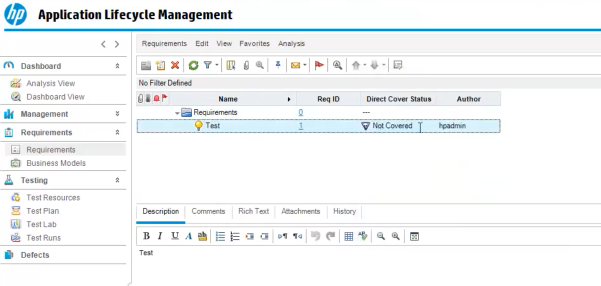 hp Application Lifecycle Management
Requirements Edit View Favorites Analysis
Dashboard
No Filter Defined
Analysis View
Dashboard View
Name Req ID Direct Cover Status Author
Management
Requirements 0 ---
Requirements
Test 1 Not Covered hpadmin
Requirements
Business Models
Testing
Test Resources
Description Comments Rich Text Attachments History
Test Plan
Test Lab
B I U A ab
Test Runs
Defects
Test